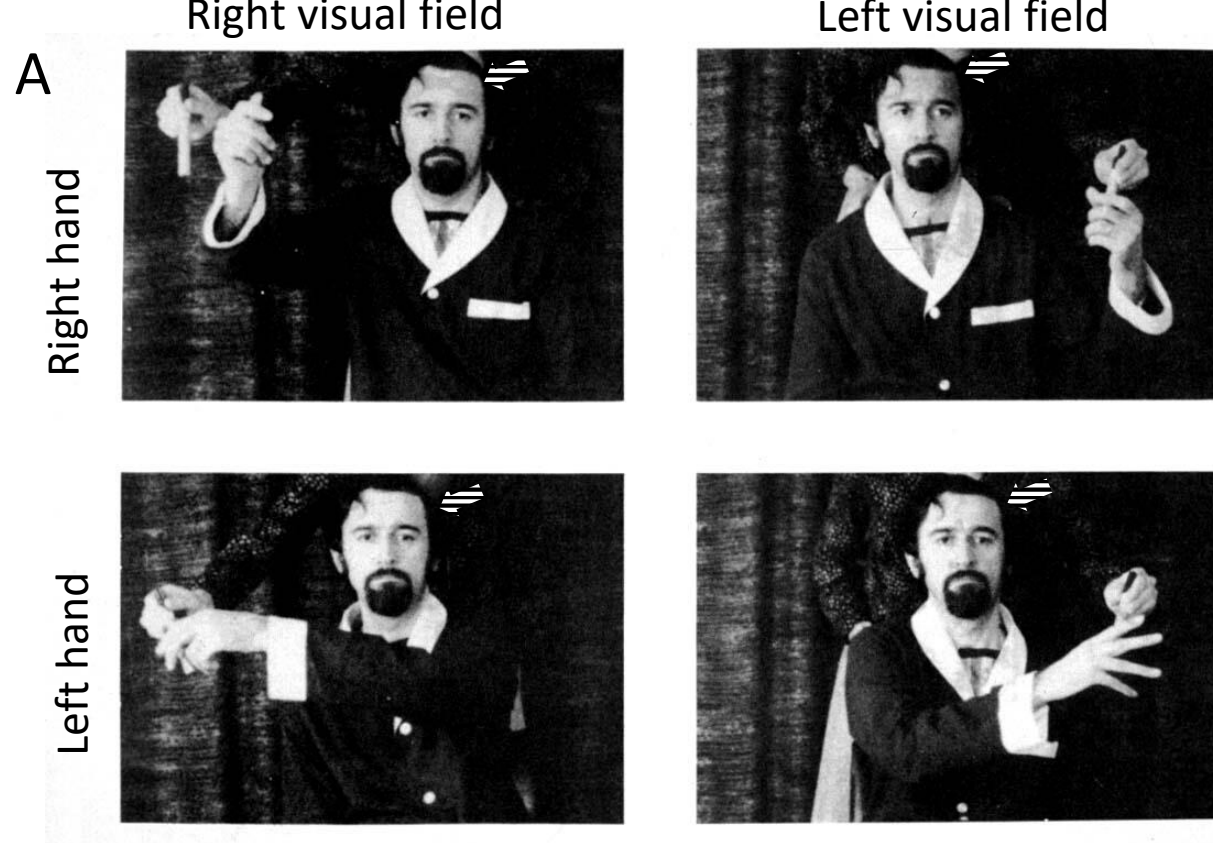 Right visual field
Left visual field
A
Right hand
Left hand